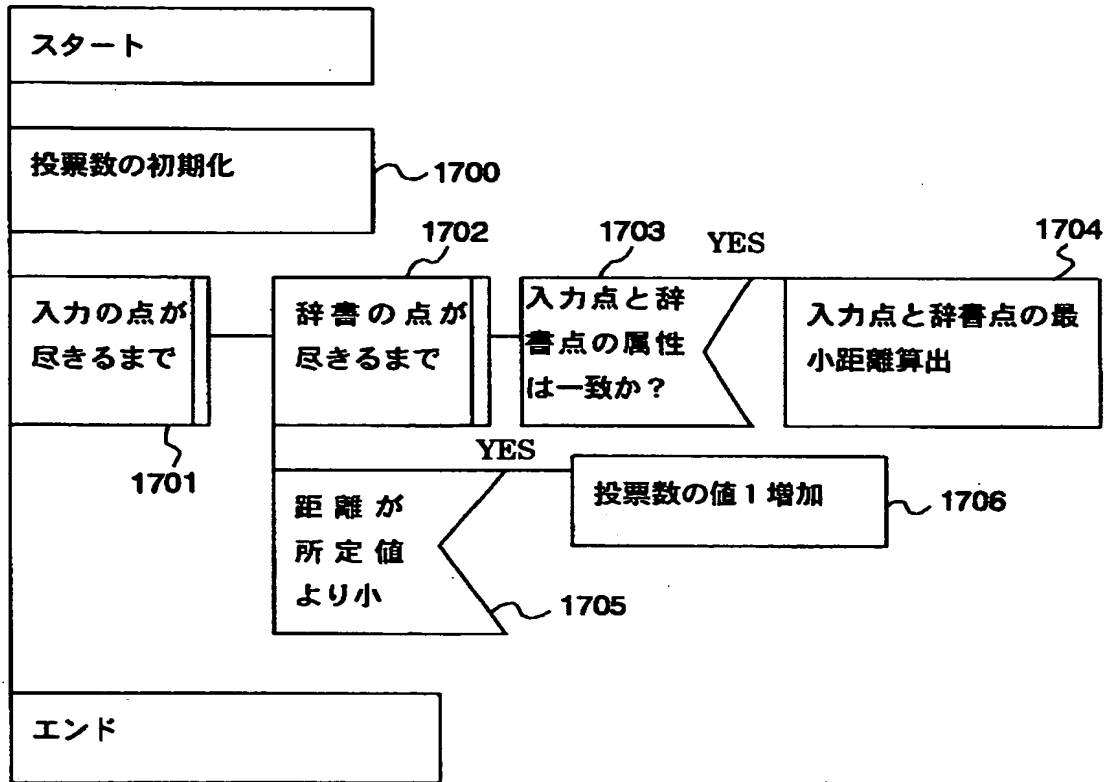 スタート
投票数の初期化
1700
1702
1703
YES
1704
入力の点が
尽きるまで
1701
辞書の点が
尽きるまで
入力点と辞
書点の属性
は一致か?
入力点と辞書点の最
小距離算出
YES
距離が
所定値
より小
1705
投票数の値1増加
1706
エンド